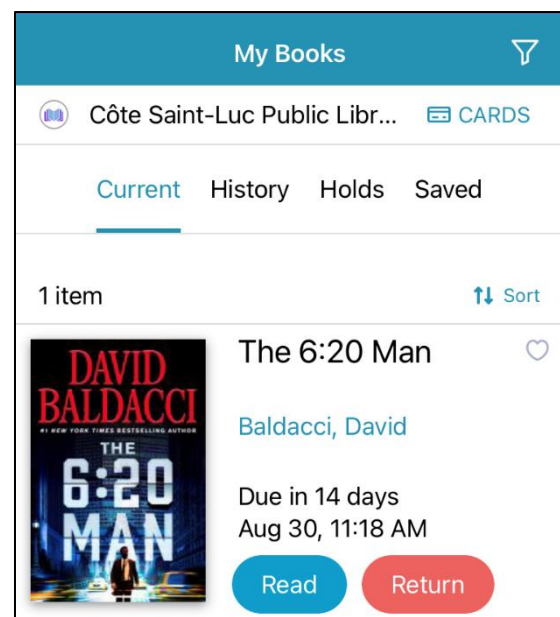 My Books
Côte Saint-Luc Public Libr... CARDS
Current History Holds Saved
1 item Sort
DAVID
BALDACCI
#1 NEW YORK TIMES BESTSELLING AUTHOR
THE
6:20
MAN
The 6:20 Man
Baldacci, David
Due in 14 days
Aug 30, 11:18 AM
Read Return